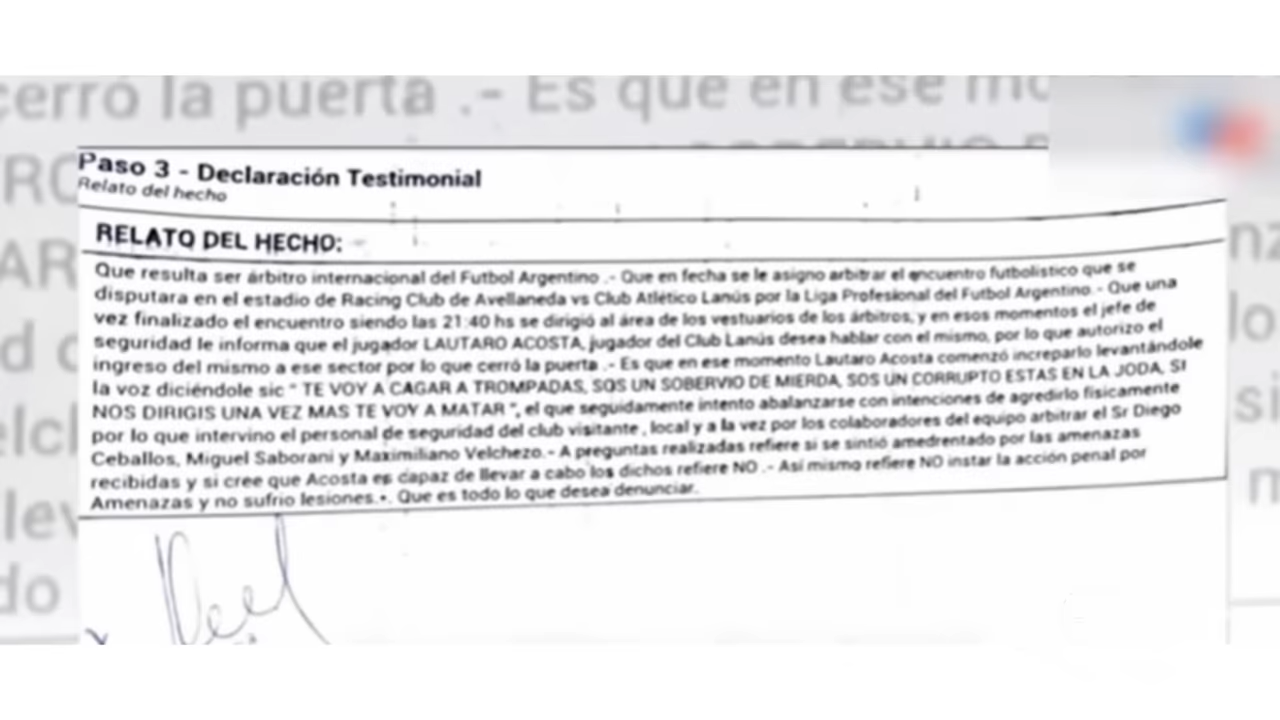 cerró la puerta .- Es que en ese mo
Paso 3 - Declaración Testimonial
Relato del hecho
RELATO DEL HECHO:
Que resulta ser árbitro internacional del Futbol Argentino .- Que en fecha se le asigno arbitrar el encuentro futbolístico que se
disputara en el estadio de Racing Club de Avellaneda vs Club Atlético Lanús por la Liga Profesional del Futbol Argentino.- Que una
vez finalizado el encuentro siendo las 21:40 hs se dirigió al área de los vestuarios de los árbitros, y en esos momentos el jefe de
seguridad le informa que el jugador LAUTARO ACOSTA, jugador del Club Lanús desea hablar con el mismo, por lo que autorizo el
ingreso del mismo a ese sector por lo que cerró la puerta .- Es que en ese momento Lautaro Acosta comenzó increparlo levantándole
la voz diciéndole sic " TE VOY A CAGAR A TROMPADAS, SOS UN SOBERVIO DE MIERDA, SOS UN CORRUPTO ESTAS EN LA JODA, SI
NOS DIRIGIS UNA VEZ MAS TE VOY A MATAR ", el que seguidamente intento abalanzarse con intenciones de agredirlo físicamente
por lo que intervino el personal de seguridad del club visitante, local y a la vez por los colaboradores del equipo arbitrar el Sr Diego
Ceballos, Miguel Saborani y Maximiliano Velchezo.- A preguntas realizadas refiere si se sintió amedrentado por las amenazas
recibidas y si cree que Acosta es capaz de llevar a cabo los dichos refiere NO .- Así mismo refiere NO instar la acción penal por
Amenazas y no sufrio lesiones.-. Que es todo lo que desea denunciar.